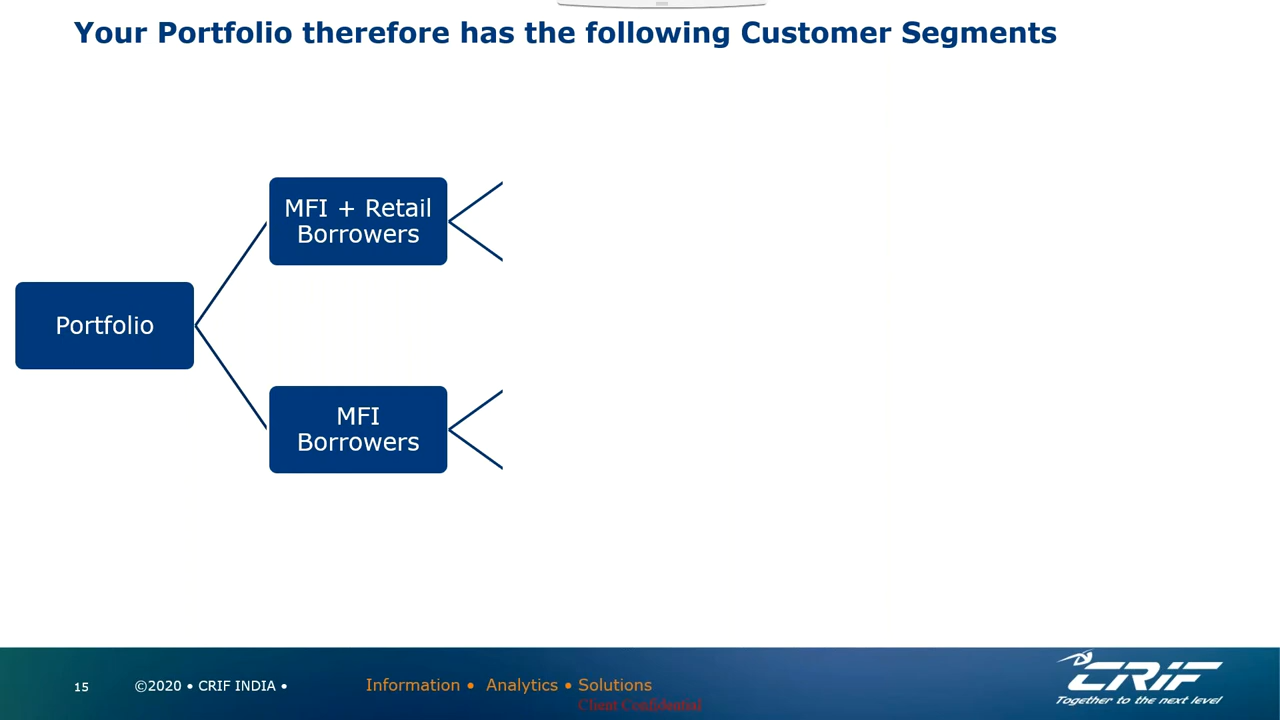 Your Portfolio therefore has the following Customer Segments
MFI + Retail
Borrowers
Portfolio
MFI
Borrowers
15
©2020 • CRIF INDIA •
Information • Analytics • Solutions
Client Confidential
CRIF
Together to the next level